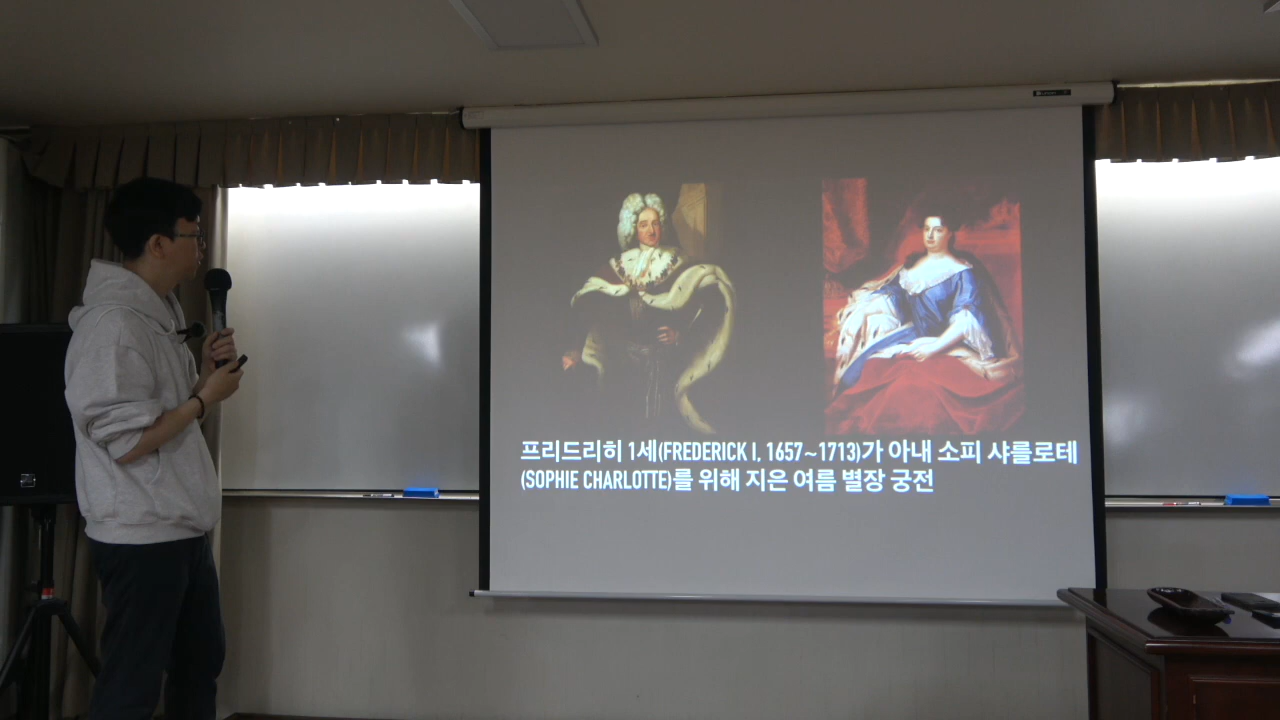 프리드리히 1세(FREDERICK I, 1657~1713)가 아내 소피 샤를로테
(SOPHIE CHARLOTTE)를 위해 지은 여름 별장 궁전